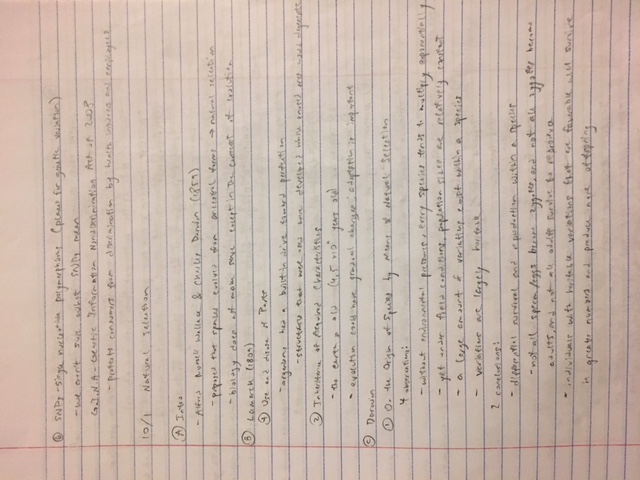 ⑥ SNPs - single nucleotide polymorphisms (places for genetic variation)
- we aren't sure what SNPs mean
G.I.N.A - Genetic Information Nondiscrimination Act of 2003
- protects consumers from discrimination by health insurers and employers
10/1 Natural Selection
Ⓐ Intro
- Alfred Russell Wallace & Charles Darwin (1859)
- proposed that species evolved from ancestral forms → natural selection
- biology does not make sense except in the context of evolution
Ⓑ Lamarck (1809)
① Use and disuse of Parts
- organisms had a built in drive toward perfection
- structures that were used more developed while unused ones would degenerate
② Inheritance of Acquired Characteristics
- the earth is old (4.5 x 10⁹ years old)
- evolution could have gradual changes; adaptation is important
Ⓒ Darwin
① On the Origin of Species by Means of Natural Selection
4 observations:
- without environmental pressures, every species tends to multiply exponentially
- yet under field conditions, population sizes are relatively constant
- a large amount of variations exist within a species
- variations are largely heritable
2 conclusions:
- differential survival and reproduction within a species
- not all sperm/eggs become zygotes, and not all zygotes become
adults, and not all adults survive to reproduce
- individuals with heritable variations that are favorable will survive
in greater numbers and produce more offspring